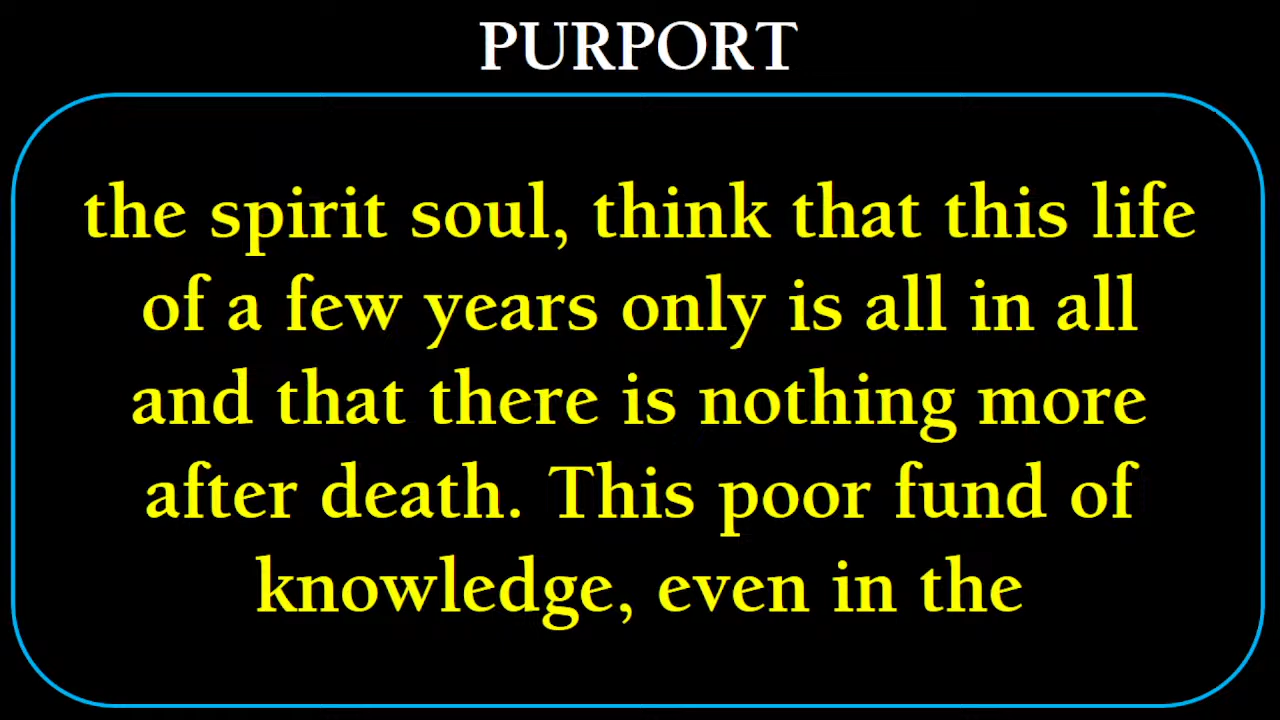 PURPORT
the spirit soul, think that this life
of a few years only is all in all
and that there is nothing more
after death. This poor fund of
knowledge, even in the